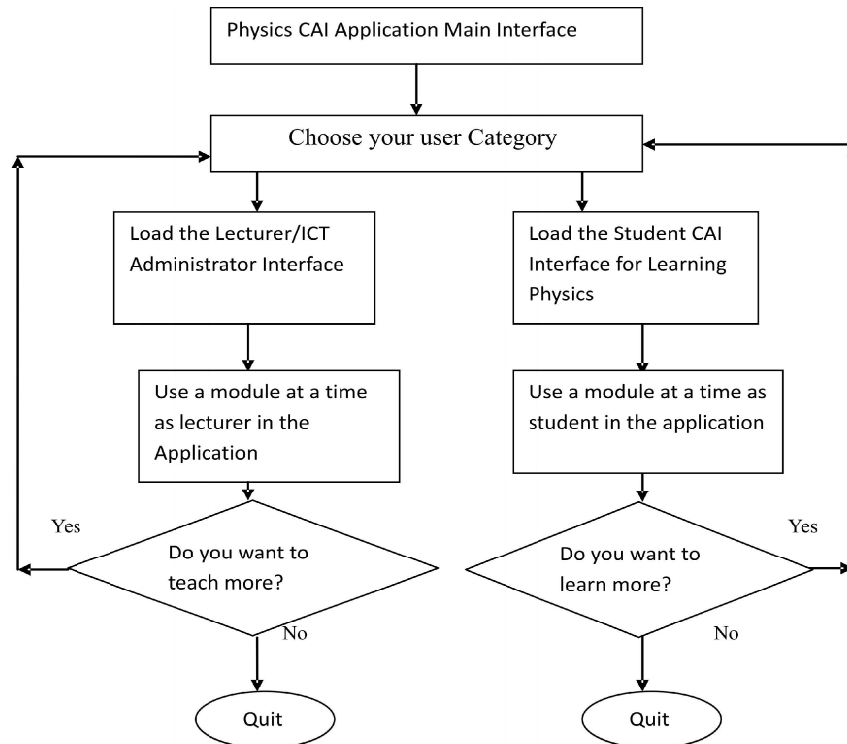 Physics CAI Application Main Interface
Choose your user Category
Load the Lecturer/ICT
Administrator Interface
Load the Student CAI
Interface for Learning
Physics
Use a module at a time
as lecturer in the
Application
Use a module at a time as
student in the application
Yes
Do you want to
teach more?
No
Do you want to
learn more?
Yes
No
Quit
Quit